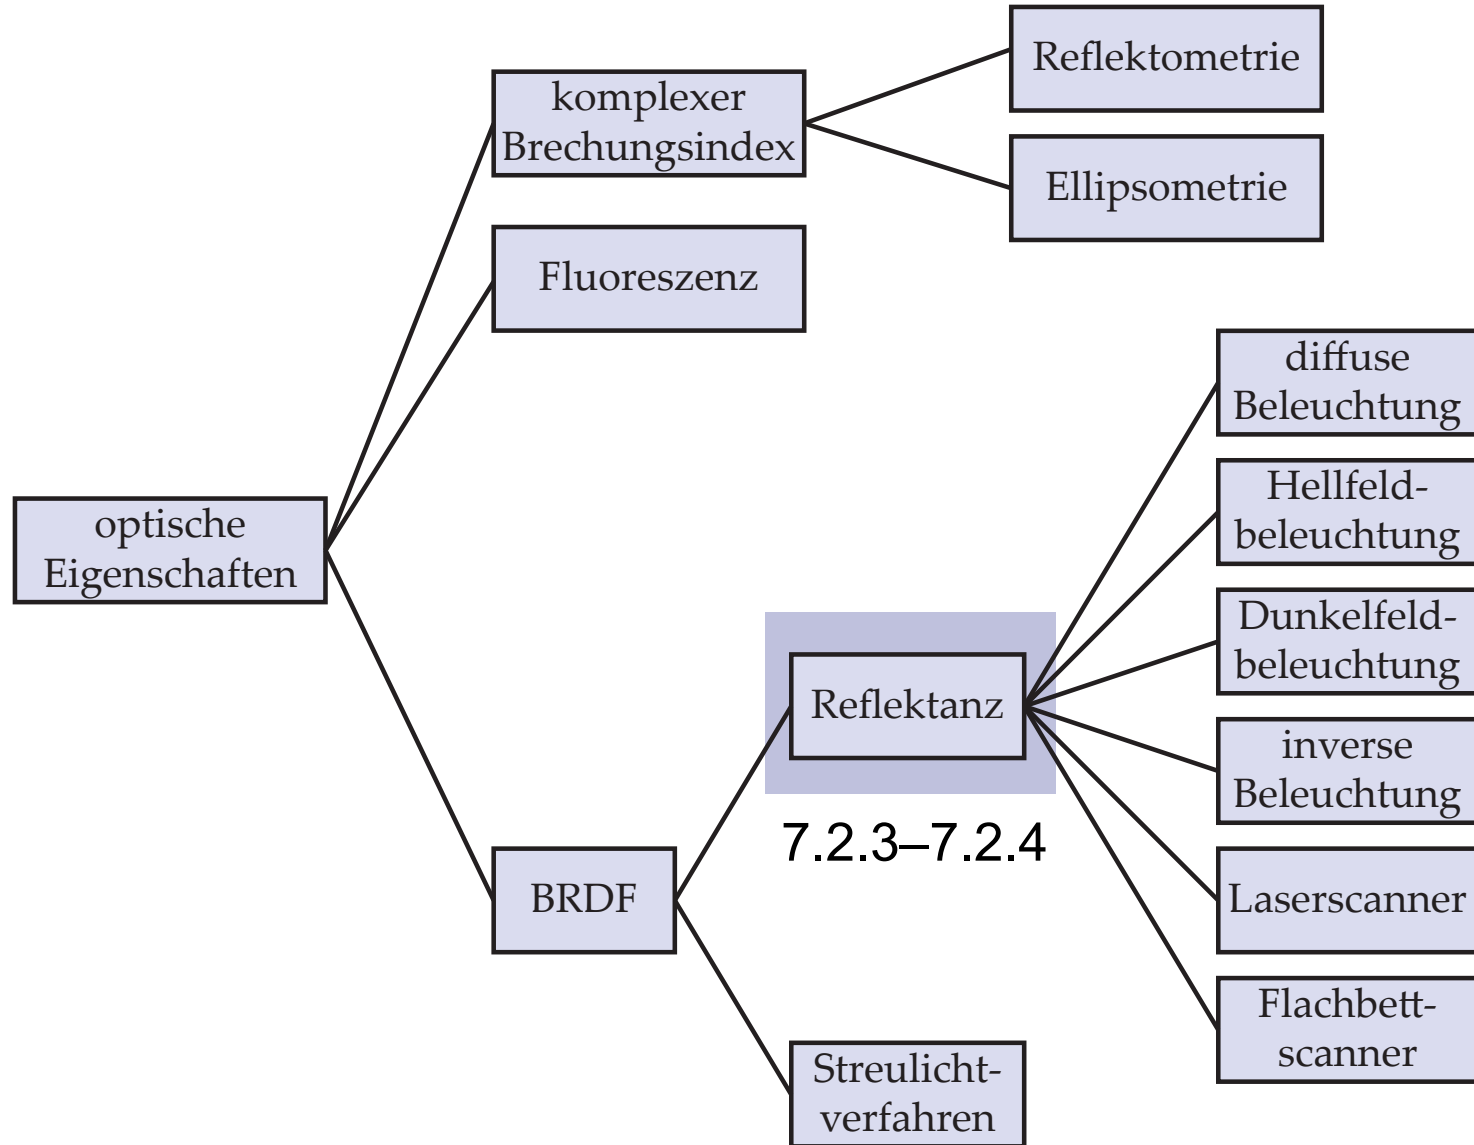 Reflektometrie
komplexer
Brechungsindex
Ellipsometrie
Fluoreszenz
diffuse
Beleuchtung
Hellfeld-
beleuchtung
optische
Eigenschaften
Dunkelfeld-
beleuchtung
Reflektanz
inverse
Beleuchtung
7.2.3–7.2.4
BRDF
Laserscanner
Flachbett-
scanner
Streulicht-
verfahren